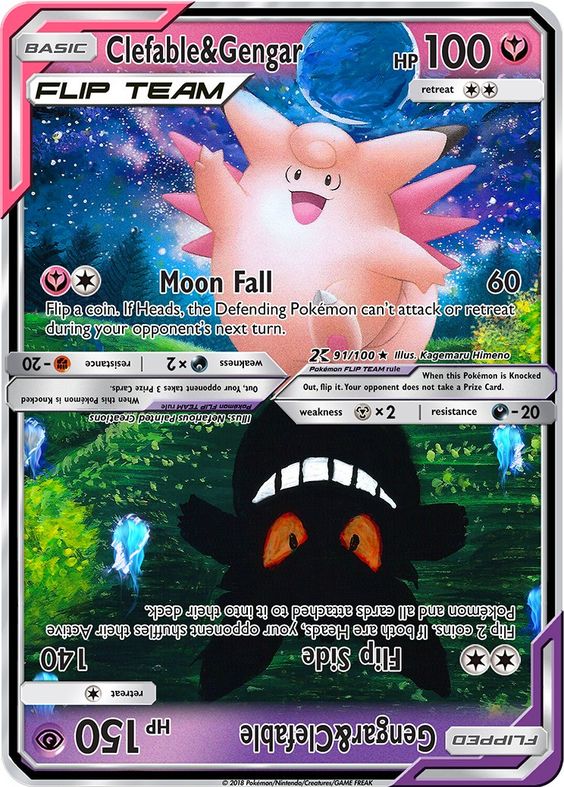 BASIC Clefable&Gengar HP 100
FLIP TEAM
retreat
Moon Fall 60
Flip a coin. If Heads, the Defending Pokémon can't attack or retreat
during your opponent's next turn.
2K 91/100 ★ Illus. Kagemaru Himeno
Pokémon FLIP TEAM rule When this Pokémon is Knocked
Out, flip it. Your opponent does not take a Prize Card.
weakness ×2 resistance -20
FLIPPED Gengar&Clefable HP 150
retreat
Flip Side 140
Flip 2 coins. If both are Heads, your opponent shuffles their Active
Pokémon and all cards attached to it into their deck.
Illus Nefarious Painted Creations
Pokémon FLIP TEAM rule When this Pokémon is Knocked
Out, Your opponent takes 3 Prize Cards.
weakness ×2 resistance -20
© 2018 Pokémon/Nintendo/Creatures/GAME FREAK